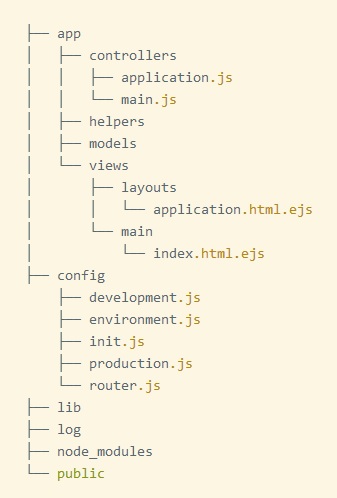 ├── app
│   ├── controllers
│   │   ├── application.js
│   │   └── main.js
│   ├── helpers
│   ├── models
│   └── views
│       ├── layouts
│       │   └── application.html.ejs
│       └── main
│           └── index.html.ejs
├── config
    ├── development.js
    ├── environment.js
    ├── init.js
    ├── production.js
    └── router.js
├── lib
├── log
├── node_modules
└── public